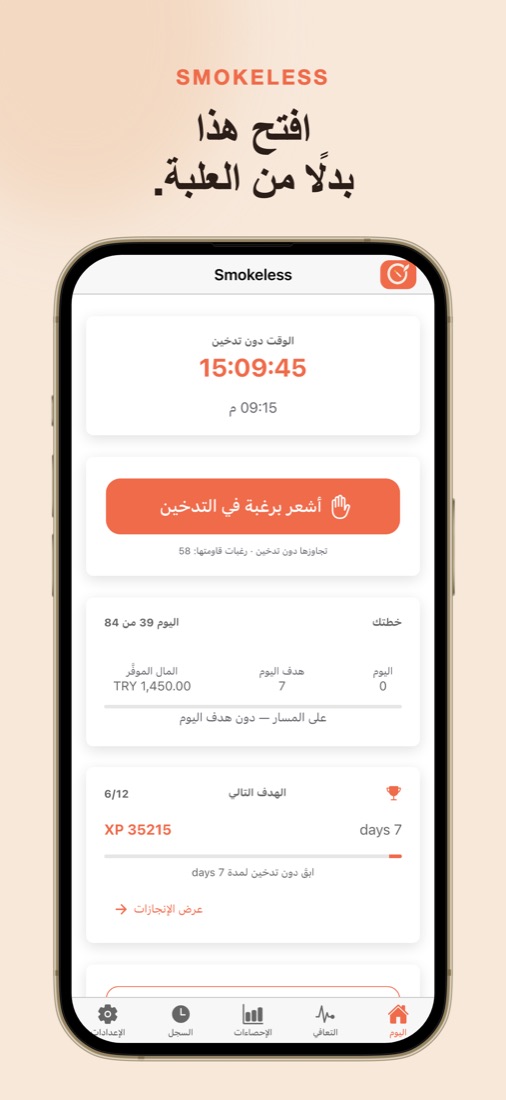 SMOKELESS
افتح هذا
بدلًا من العلبة.
Smokeless
الوقت دون تدخين
15:09:45
09:15 م
أشعر برغبة في التدخين
تجاوزها دون تدخين · رغبات قاومتها: 58
خطتك
اليوم 39 من 84
اليوم
هدف اليوم
المال الموفَّر
0
7
TRY 1,450.00
على المسار — دون هدف اليوم
الهدف التالي
6/12
days 7
XP 35215
ابقَ دون تدخين لمدة 7 days
عرض الإنجازات →
اليوم
التعافي
الإحصاءات
السجل
الإعدادات